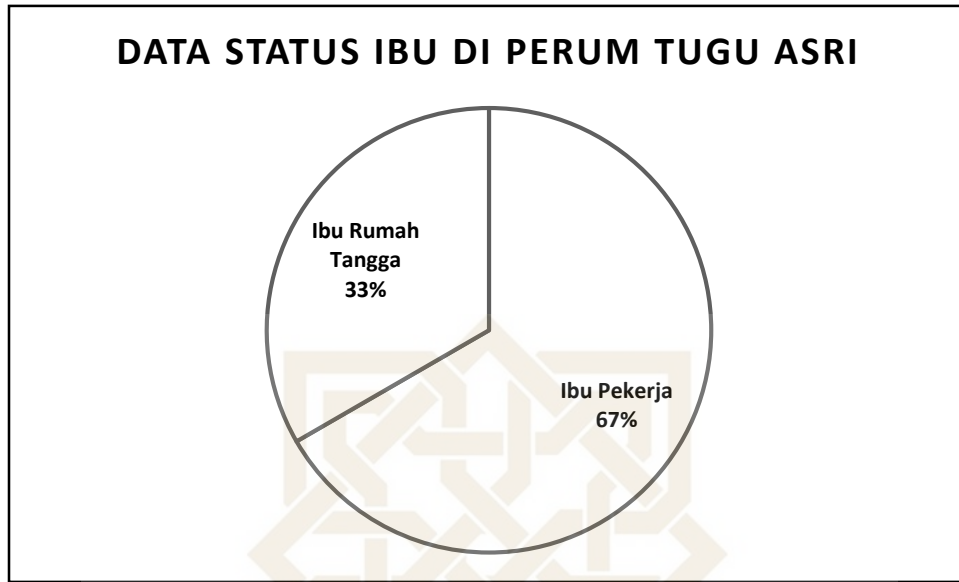 DATA STATUS IBU DI PERUM TUGU ASRI
Ibu Rumah
Tangga
33%
Ibu Pekerja
67%